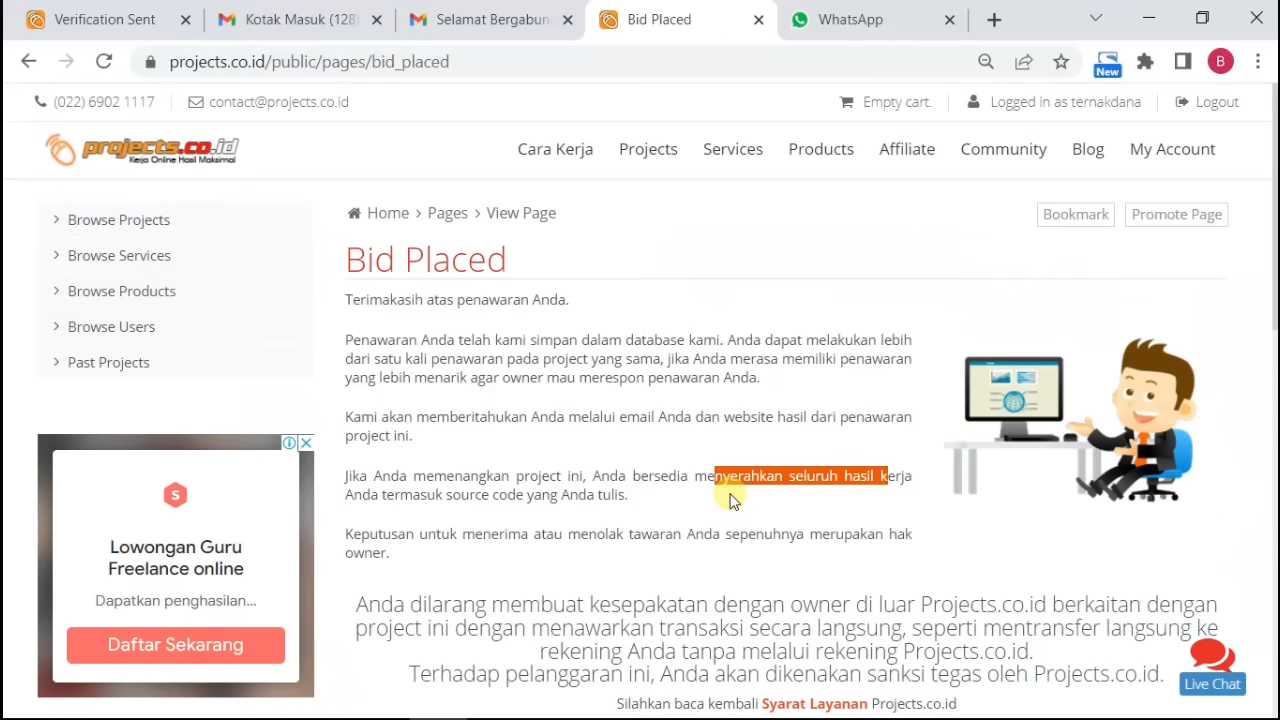 Verification Sent
Kotak Masuk (128)
Selamat Bergabun
Bid Placed
WhatsApp
projects.co.id/public/pages/bid_placed
New
B
(022) 6902 1117
contact@projects.co.id
Empty cart.
Logged in as ternakdana
Logout
projects.co.id
Kerja Online Hasil Maksimal
Cara Kerja
Projects
Services
Products
Affiliate
Community
Blog
My Account
Browse Projects
Browse Services
Browse Products
Browse Users
Past Projects
Home > Pages > View Page
Bookmark
Promote Page
Bid Placed
Terimakasih atas penawaran Anda.
Penawaran Anda telah kami simpan dalam database kami. Anda dapat melakukan lebih
dari satu kali penawaran pada project yang sama, jika Anda merasa memiliki penawaran
yang lebih menarik agar owner mau merespon penawaran Anda.
Kami akan memberitahukan Anda melalui email Anda dan website hasil dari penawaran
project ini.
Jika Anda memenangkan project ini, Anda bersedia menyerahkan seluruh hasil kerja
Anda termasuk source code yang Anda tulis.
Keputusan untuk menerima atau menolak tawaran Anda sepenuhnya merupakan hak
owner.
Anda dilarang membuat kesepakatan dengan owner di luar Projects.co.id berkaitan dengan
project ini dengan menawarkan transaksi secara langsung, seperti mentransfer langsung ke
rekening Anda tanpa melalui rekening Projects.co.id.
Terhadap pelanggaran ini, Anda akan dikenakan sanksi tegas oleh Projects.co.id.
Silahkan baca kembali Syarat Layanan Projects.co.id
S
Lowongan Guru
Freelance online
Dapatkan penghasilan...
Daftar Sekarang
Live Chat